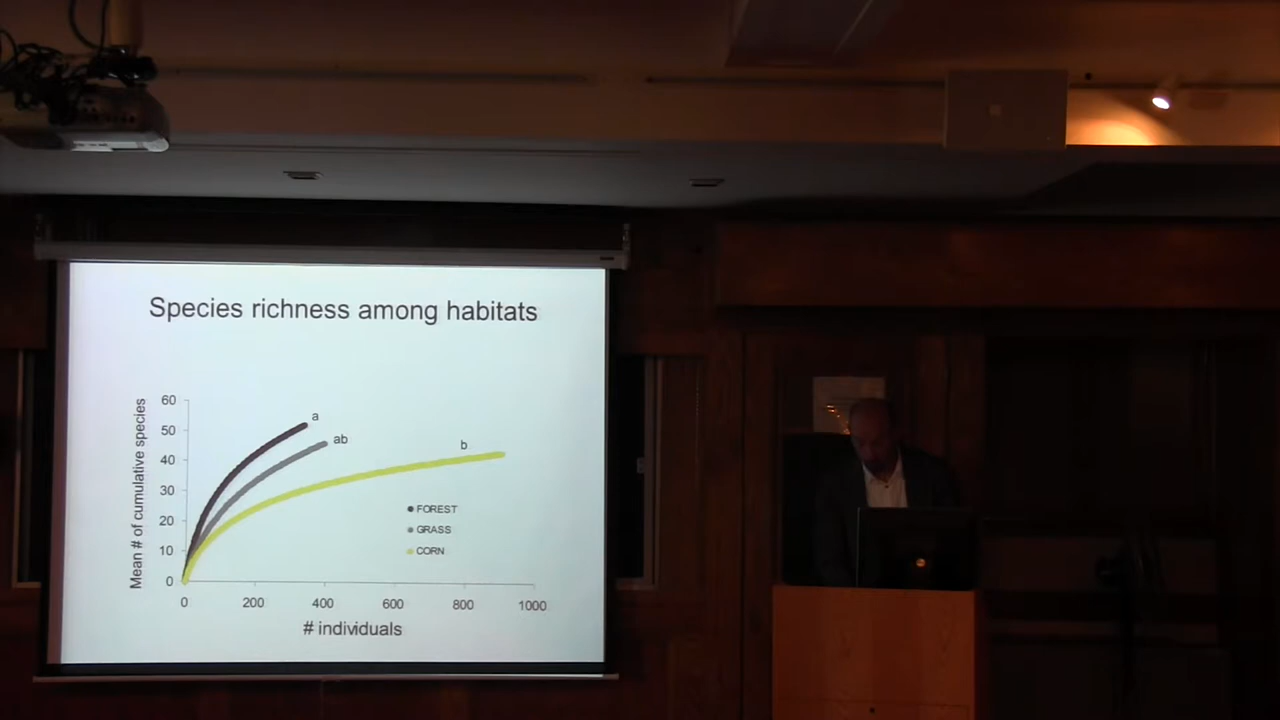 Species richness among habitats
Mean # of cumulative species
60
50
40
30
20
10
0
a
ab
b
FOREST
GRASS
CORN
0 200 400 600 800 1000
# individuals